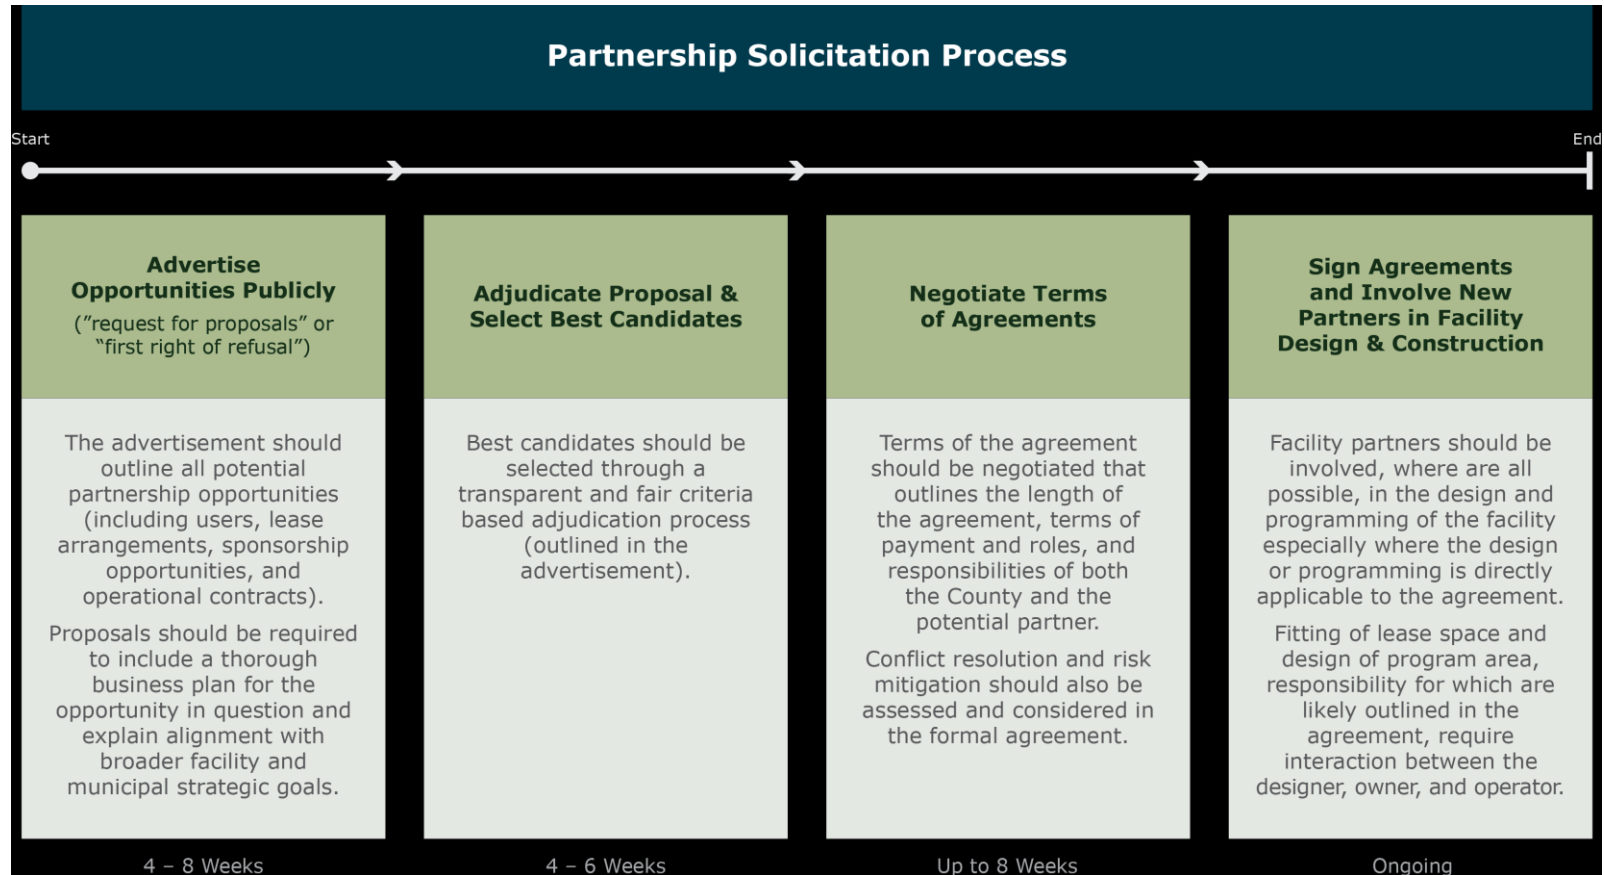 Partnership Solicitation Process
Start
End
Advertise
Opportunities Publicly
(”request for proposals” or
“first right of refusal”)
The advertisement should
outline all potential
partnership opportunities
(including users, lease
arrangements, sponsorship
opportunities, and
operational contracts).
Proposals should be required
to include a thorough
business plan for the
opportunity in question and
explain alignment with
broader facility and
municipal strategic goals.
4 – 8 Weeks
Adjudicate Proposal &
Select Best Candidates
Best candidates should be
selected through a
transparent and fair criteria
based adjudication process
(outlined in the
advertisement).
4 – 6 Weeks
Negotiate Terms
of Agreements
Terms of the agreement
should be negotiated that
outlines the length of
the agreement, terms of
payment and roles, and
responsibilities of both
the County and the
potential partner.
Conflict resolution and risk
mitigation should also be
assessed and considered in
the formal agreement.
Up to 8 Weeks
Sign Agreements
and Involve New
Partners in Facility
Design & Construction
Facility partners should be
involved, where are all
possible, in the design and
programming of the facility
especially where the design
or programming is directly
applicable to the agreement.
Fitting of lease space and
design of program area,
responsibility for which are
likely outlined in the
agreement, require
interaction between the
designer, owner, and operator.
Ongoing